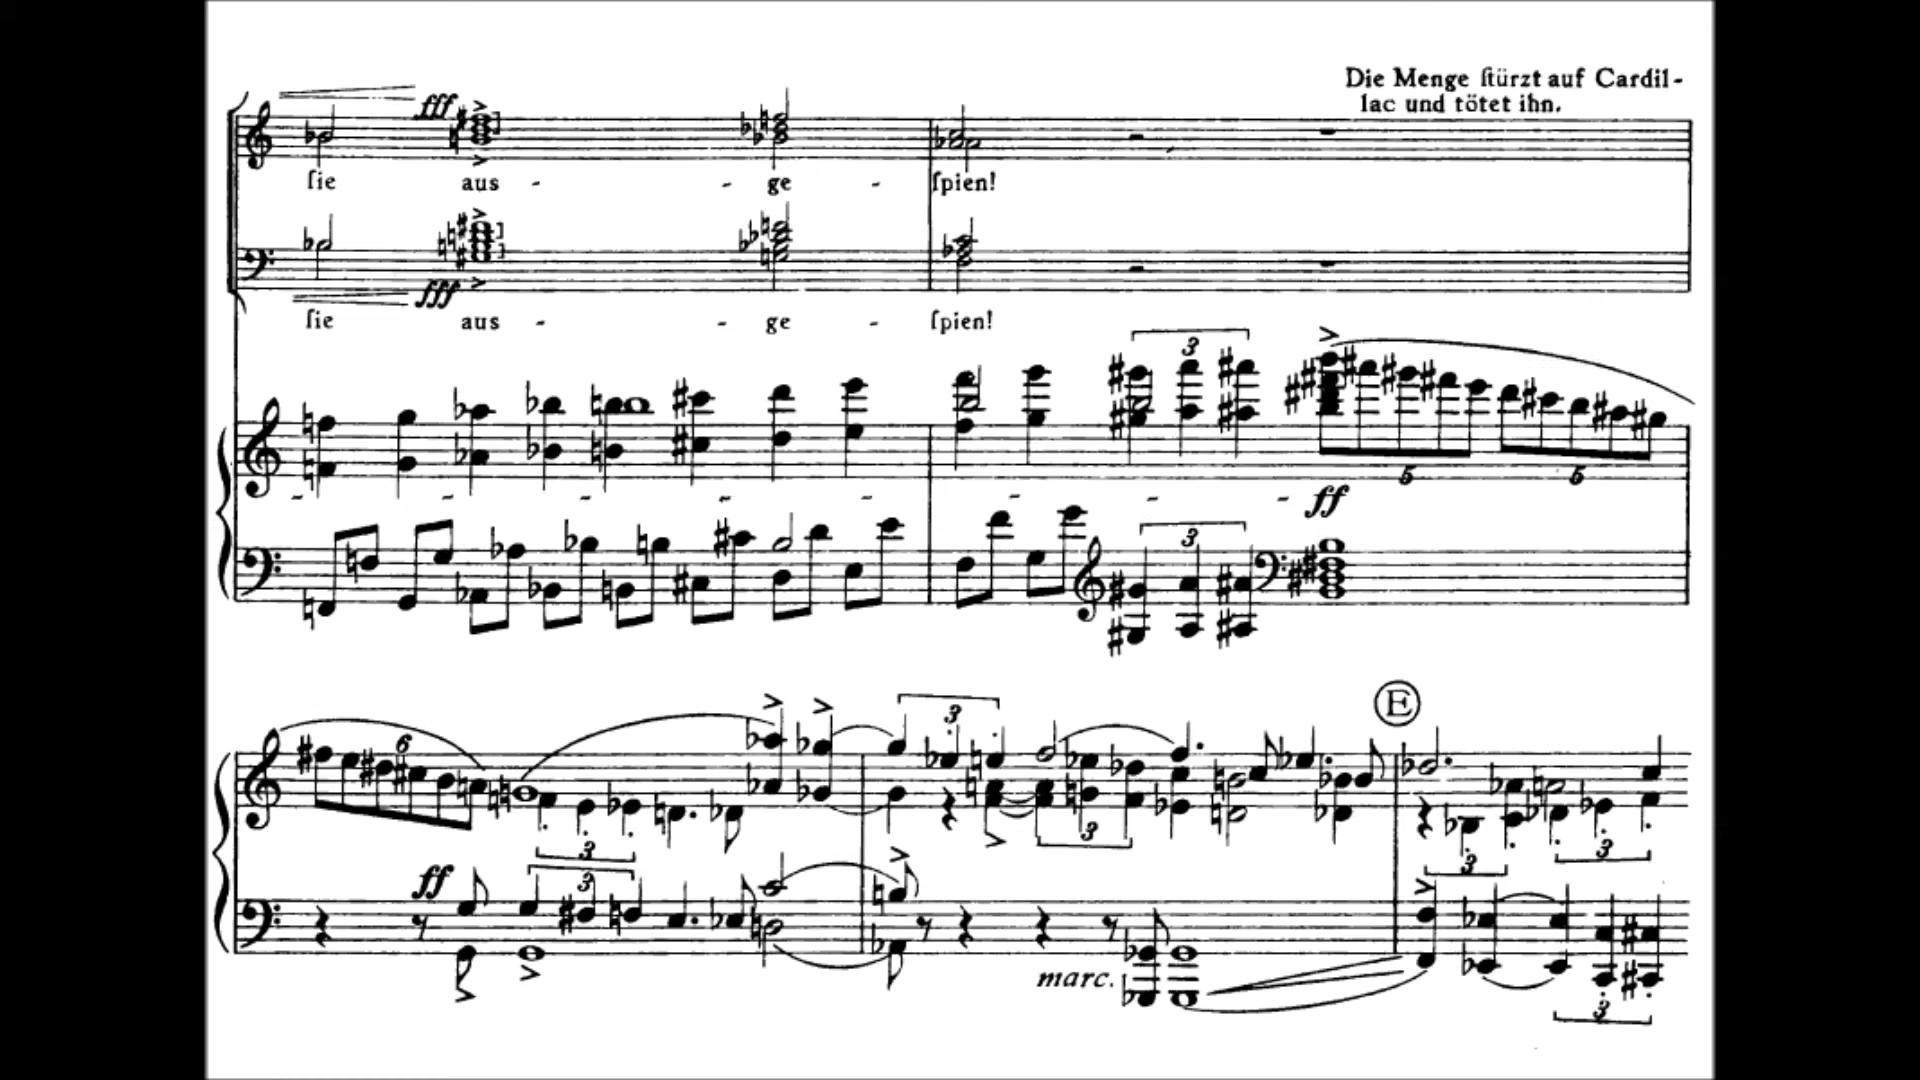 Die Menge ſtürzt auf Cardil-
lac und tötet ihn.
fff
ſie aus - - ge - ſpien!
fff
ſie aus - - ge - ſpien!
3
5 5
ff
3
E
6 3
3 3
3 3
ff 3
marc.
3